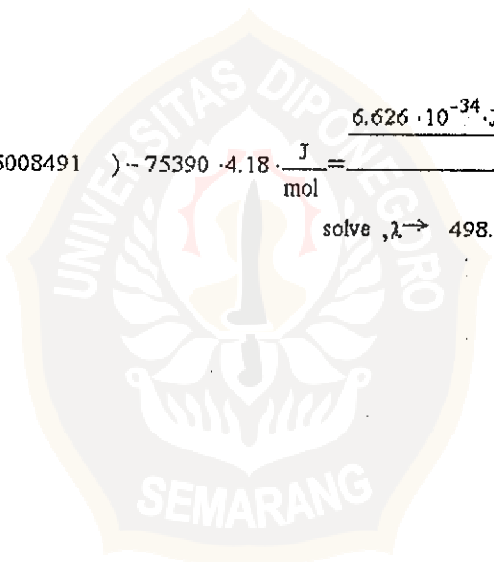 6.626 ·10^-34 ·J
5008491 ) - 75390 ·4.18 · J/mol =
solve ,λ→ 498.
UNIVERSITAS DIPONEGORO
SEMARANG